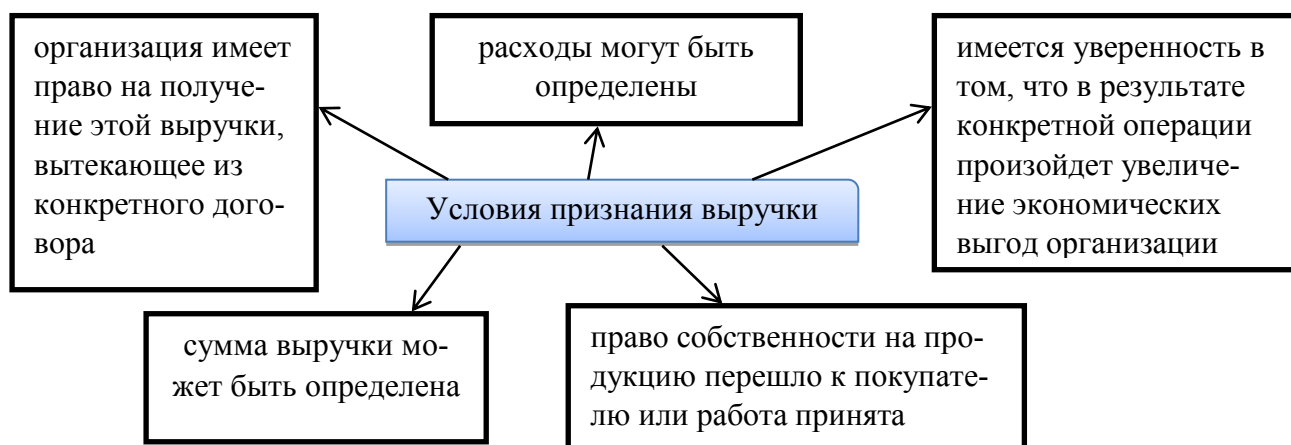 организация имеет
право на получе-
ние этой выручки,
вытекающее из
конкретного дого-
вора
расходы могут быть
определены
имеется уверенность в
том, что в результате
конкретной операции
произойдет увеличе-
ние экономических
выгод организации
Условия признания выручки
сумма выручки мо-
жет быть определена
право собственности на про-
дукцию перешло к покупате-
лю или работа принята